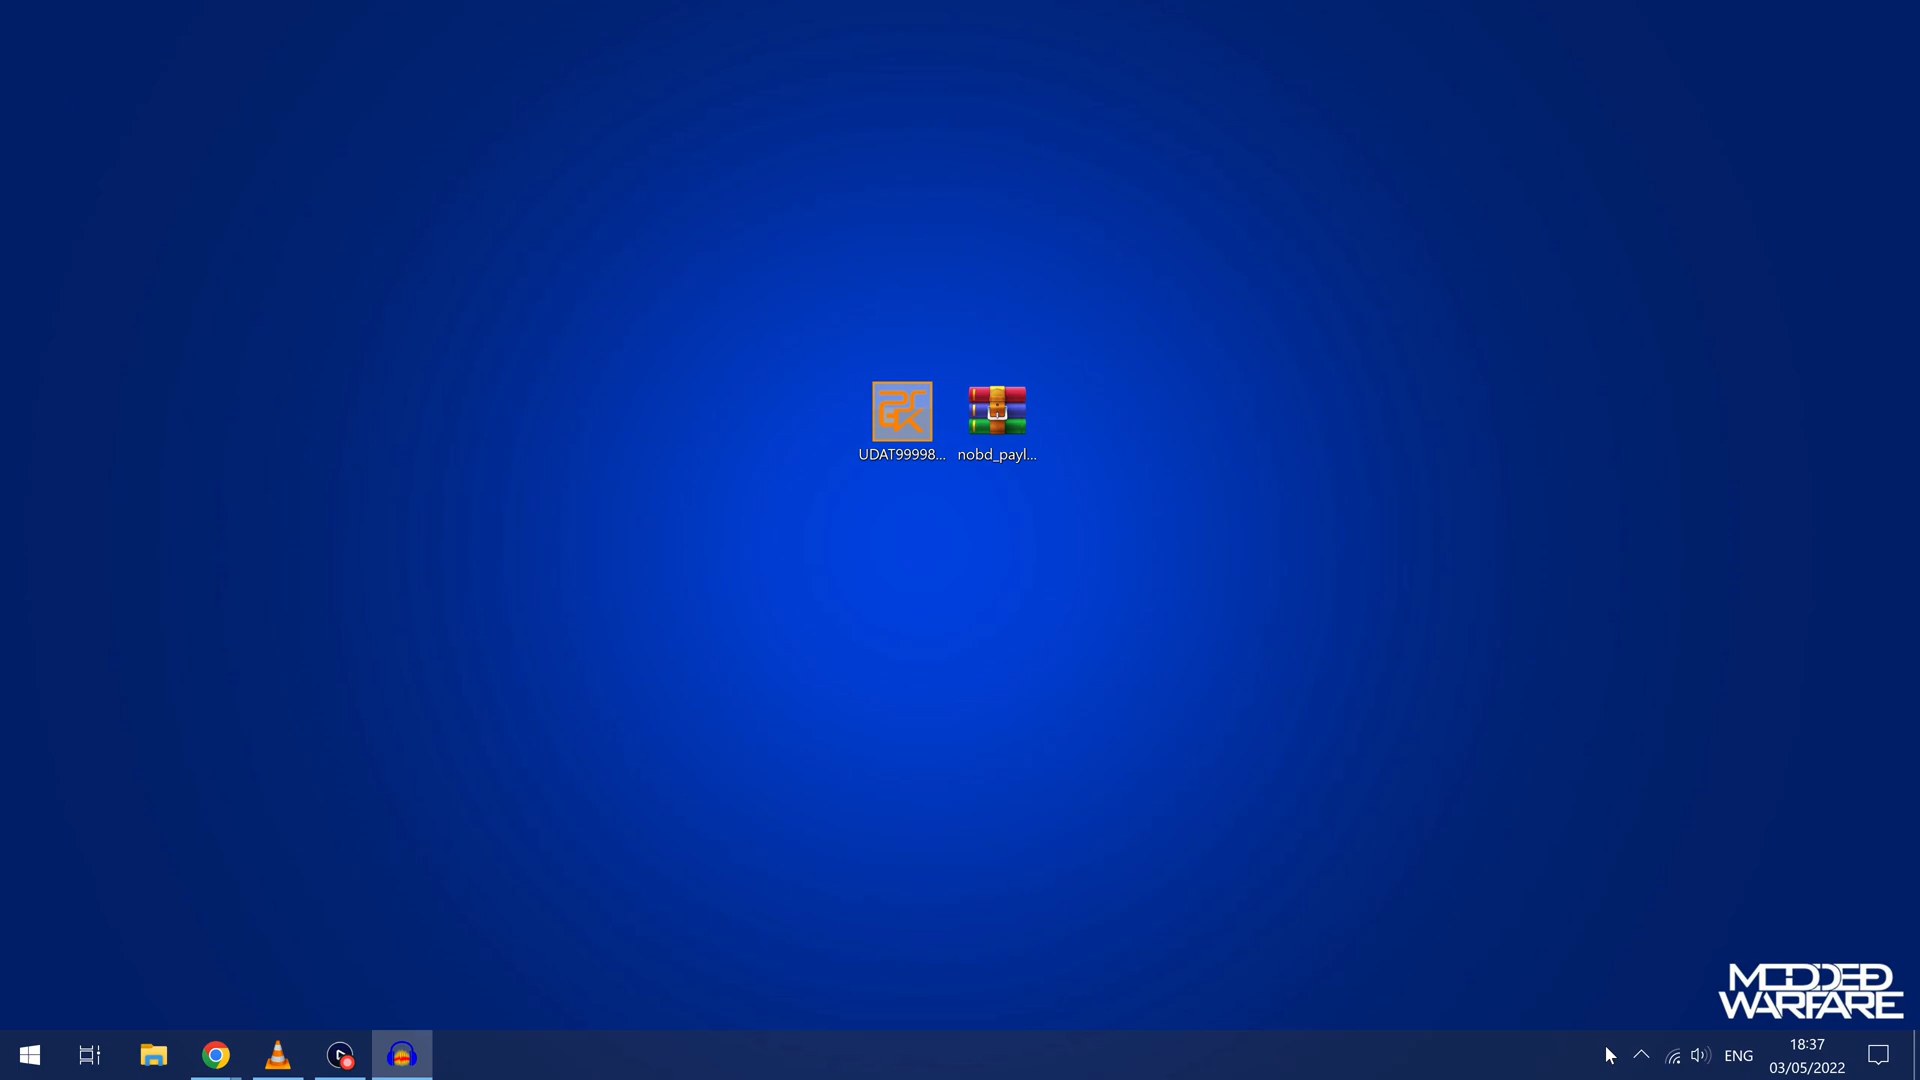 UDAT99998...
nobd_payl...
MODDED
WARFARE
ENG
18:37
03/05/2022